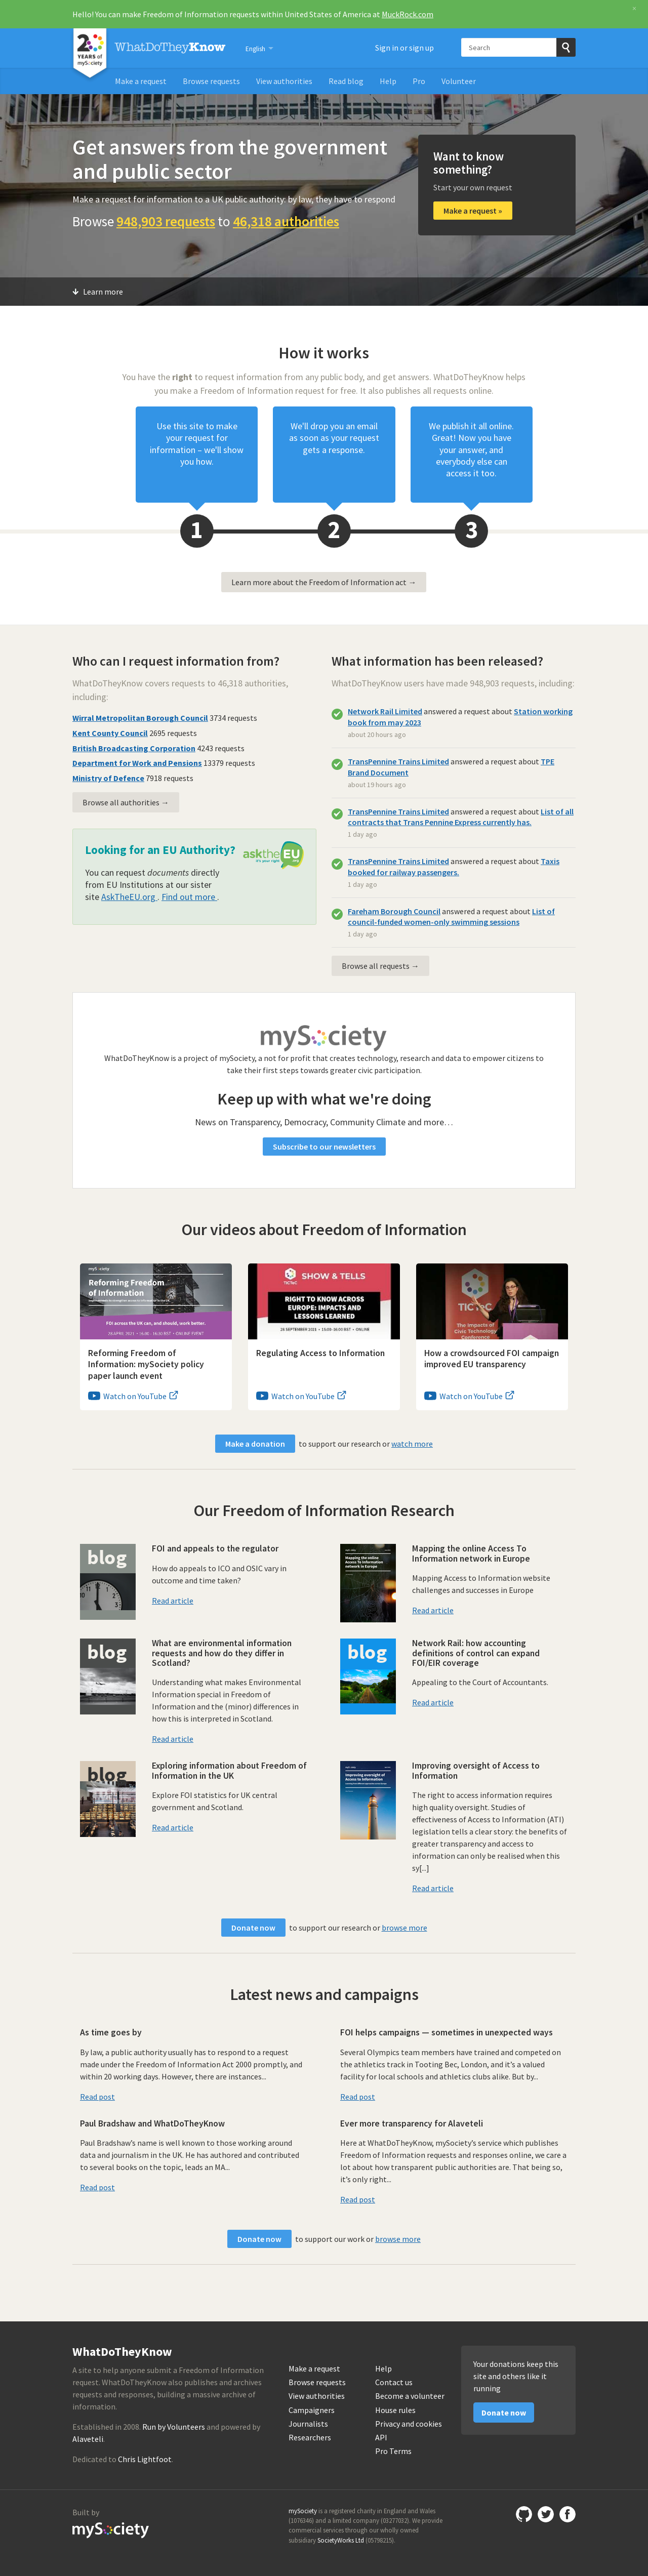 Hello! You can make Freedom of Information requests within United States of America at MuckRock.com
x
20
YEARS of
mySociety
WhatDoTheyKnow
English
Sign in or sign up
Search
Make a request Browse requests View authorities Read blog Help Pro Volunteer
Get answers from the government
and public sector
Make a request for information to a UK public authority: by law, they have to respond
Browse 948,903 requests to 46,318 authorities
Want to know
something?
Start your own request
Make a request »
Learn more
How it works
You have the right to request information from any public body, and get answers. WhatDoTheyKnow helps
you make a Freedom of Information request for free. It also publishes all requests online.
Use this site to make
your request for
information – we'll show
you how.
We'll drop you an email
as soon as your request
gets a response.
We publish it all online.
Great! Now you have
your answer, and
everybody else can
access it too.
1
2
3
Learn more about the Freedom of Information act →
Who can I request information from?
WhatDoTheyKnow covers requests to 46,318 authorities,
including:
Wirral Metropolitan Borough Council 3734 requests
Kent County Council 2695 requests
British Broadcasting Corporation 4243 requests
Department for Work and Pensions 13379 requests
Ministry of Defence 7918 requests
Browse all authorities →
Looking for an EU Authority?
asktheEU
it's your right
You can request documents directly
from EU Institutions at our sister
site AskTheEU.org . Find out more .
What information has been released?
WhatDoTheyKnow users have made 948,903 requests, including:
Network Rail Limited answered a request about Station working
book from may 2023
about 20 hours ago
TransPennine Trains Limited answered a request about TPE
Brand Document
about 19 hours ago
TransPennine Trains Limited answered a request about List of all
contracts that Trans Pennine Express currently has.
1 day ago
TransPennine Trains Limited answered a request about Taxis
booked for railway passengers.
1 day ago
Fareham Borough Council answered a request about List of
council-funded women-only swimming sessions
1 day ago
Browse all requests →
mySociety
WhatDoTheyKnow is a project of mySociety, a not for profit that creates technology, research and data to empower citizens to
take their first steps towards greater civic participation.
Keep up with what we're doing
News on Transparency, Democracy, Community Climate and more…
Subscribe to our newsletters
Our videos about Freedom of Information
mySociety
Reforming Freedom
of Information
FOI across the UK can, and should, work better.
Reforming Freedom of
Information: mySociety policy
paper launch event
Watch on YouTube
TICTeC
SHOW & TELLS
RIGHT TO KNOW ACROSS
EUROPE: IMPACTS AND
LESSONS LEARNED
Regulating Access to Information
Watch on YouTube
TICTeC
The Impacts of
Civic Technology
Conference
How a crowdsourced FOI campaign
improved EU transparency
Watch on YouTube
Make a donation to support our research or watch more
Our Freedom of Information Research
blog
FOI and appeals to the regulator
How do appeals to ICO and OSIC vary in
outcome and time taken?
Read article
Mapping the online
Access To Information
network in Europe
Mapping the online Access To
Information network in Europe
Mapping Access to Information website
challenges and successes in Europe
Read article
blog
What are environmental information
requests and how do they differ in
Scotland?
Understanding what makes Environmental
Information special in Freedom of
Information and the (minor) differences in
how this is interpreted in Scotland.
Read article
blog
Network Rail: how accounting
definitions of control can expand
FOI/EIR coverage
Appealing to the Court of Accountants.
Read article
blog
Exploring information about Freedom of
Information in the UK
Explore FOI statistics for UK central
government and Scotland.
Read article
Improving oversight of
Access to Information
Improving oversight of Access to
Information
The right to access information requires
high quality oversight. Studies of
effectiveness of Access to Information (ATI)
legislation tells a clear story: the benefits of
greater transparency and access to
information can only be realised when this
sy[...]
Read article
Donate now to support our research or browse more
Latest news and campaigns
As time goes by
By law, a public authority usually has to respond to a request
made under the Freedom of Information Act 2000 promptly, and
within 20 working days. However, there are instances...
Read post
FOI helps campaigns — sometimes in unexpected ways
Several Olympics team members have trained and competed on
the athletics track in Tooting Bec, London, and it's a valued
facility for local schools and athletics clubs alike. But by...
Read post
Paul Bradshaw and WhatDoTheyKnow
Paul Bradshaw's name is well known to those working around
data and journalism in the UK. He has authored and contributed
to several books on the topic, leads an MA...
Read post
Ever more transparency for Alaveteli
Here at WhatDoTheyKnow, mySociety's service which publishes
Freedom of Information requests and responses online, we care a
lot about how transparent public authorities are. That being so,
it's only right...
Read post
Donate now to support our work or browse more
WhatDoTheyKnow
A site to help anyone submit a Freedom of Information
request. WhatDoTheyKnow also publishes and archives
requests and responses, building a massive archive of
information.
Established in 2008. Run by Volunteers and powered by
Alaveteli.
Dedicated to Chris Lightfoot.
Make a request
Browse requests
View authorities
Campaigners
Journalists
Researchers
Help
Contact us
Become a volunteer
House rules
Privacy and cookies
API
Pro Terms
Your donations keep this
site and others like it
running
Donate now
Built by
mySociety
mySociety is a registered charity in England and Wales
(1076346) and a limited company (03277032). We provide
commercial services through our wholly owned
subsidiary SocietyWorks Ltd (05798215).